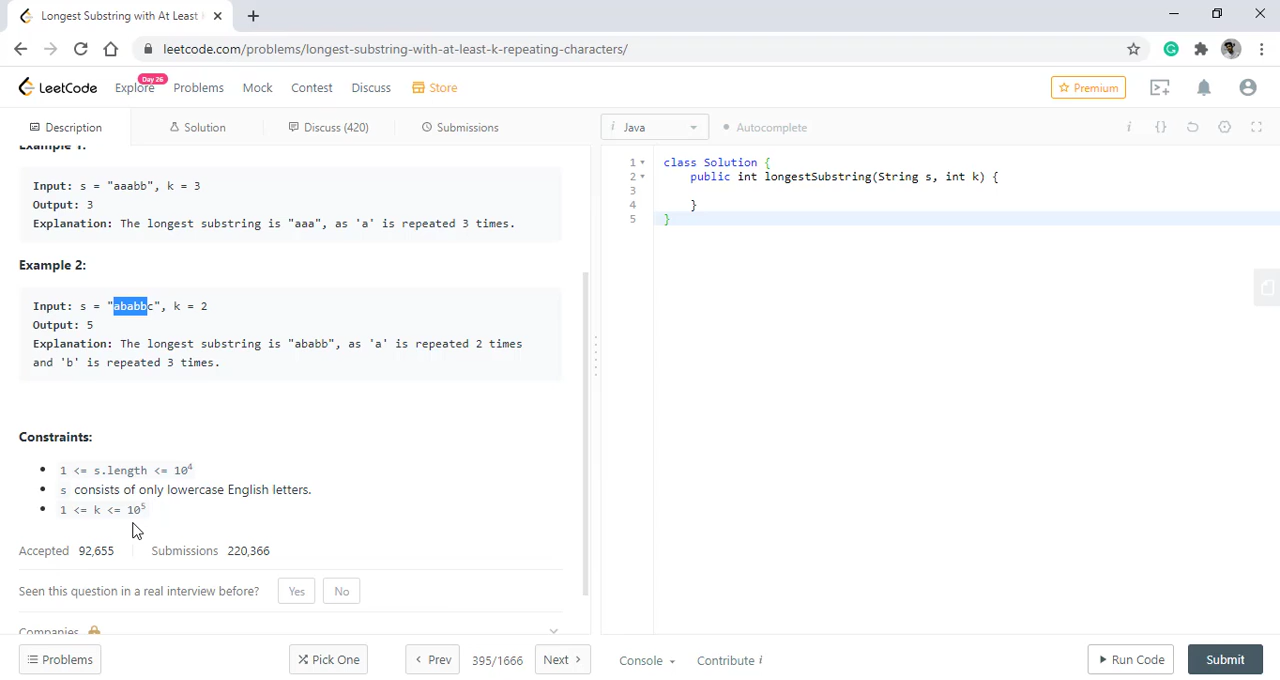 Longest Substring with At Least
leetcode.com/problems/longest-substring-with-at-least-k-repeating-characters/
LeetCode Explore Day 26 Problems Mock Contest Discuss Store Premium
Description Solution Discuss (420) Submissions i Java Autocomplete
Example 1:
Input: s = "aaabb", k = 3
Output: 3
Explanation: The longest substring is "aaa", as 'a' is repeated 3 times.
Example 2:
Input: s = "ababbc", k = 2
Output: 5
Explanation: The longest substring is "ababb", as 'a' is repeated 2 times
and 'b' is repeated 3 times.
Constraints:
1 <= s.length <= 10⁴
s consists of only lowercase English letters.
1 <= k <= 10⁵
Accepted 92,655 Submissions 220,366
Seen this question in a real interview before? Yes No
Companies
1 class Solution {
2 public int longestSubstring(String s, int k) {
3
4 }
5 }
Problems Pick One Prev 395/1666 Next Console Contribute i Run Code Submit